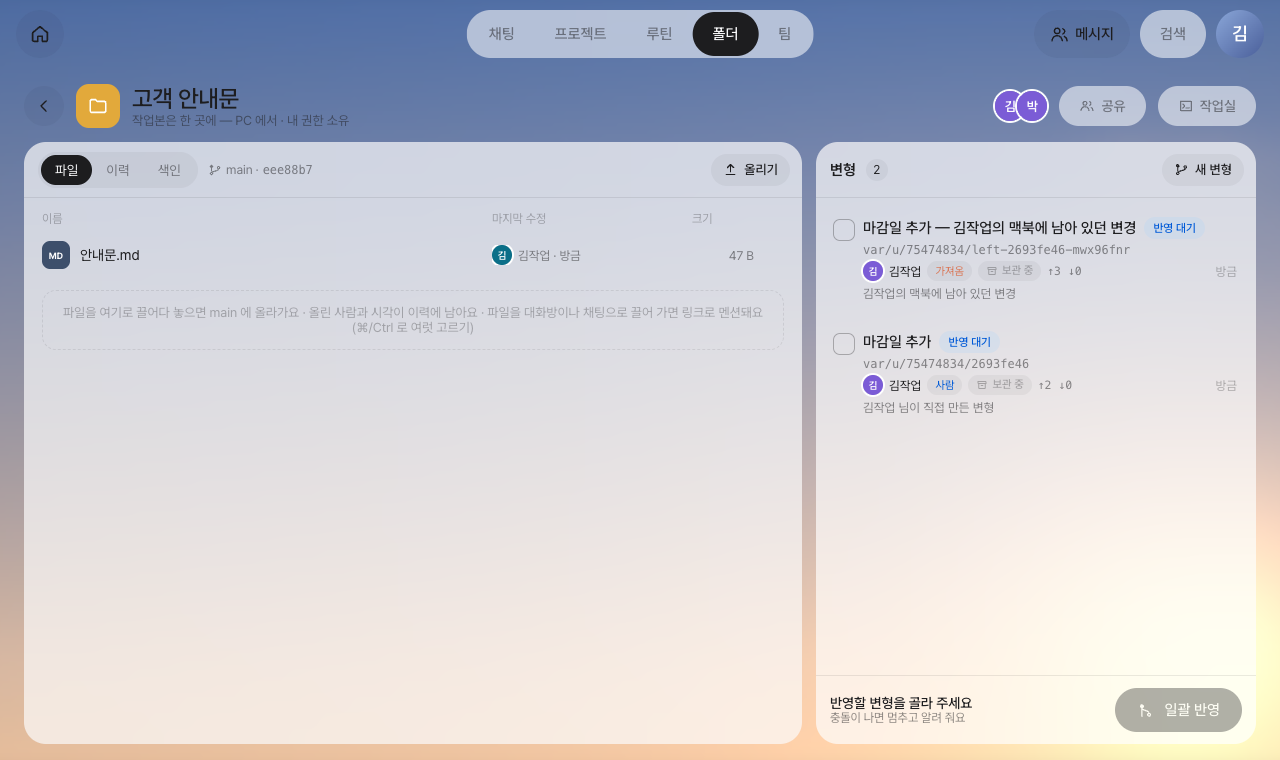 채팅 프로젝트 루틴 폴더 팀 메시지 검색 김
고객 안내문
작업본은 한 곳에 — PC 에서 · 내 권한 소유
김 박 공유 작업실
파일 이력 색인 main · eee88b7 올리기
이름 마지막 수정 크기
MD 안내문.md 김 김작업 · 방금 47 B
파일을 여기로 끌어다 놓으면 main 에 올라가요 · 올린 사람과 시각이 이력에 남아요 · 파일을 대화방이나 채팅으로 끌어 가면 링크로 멘션돼요
(⌘/Ctrl 로 여럿 고르기)
변형 2 새 변형
마감일 추가 — 김작업의 맥북에 남아 있던 변경 반영 대기
var/u/75474834/left-2693fe46-mwx96fnr
김 김작업 가져옴 보관 중 ↑3 ↓0 방금
김작업의 맥북에 남아 있던 변경
마감일 추가 반영 대기
var/u/75474834/2693fe46
김 김작업 사람 보관 중 ↑2 ↓0 방금
김작업 님이 직접 만든 변형
반영할 변형을 골라 주세요
충돌이 나면 멈추고 알려 줘요
일괄 반영